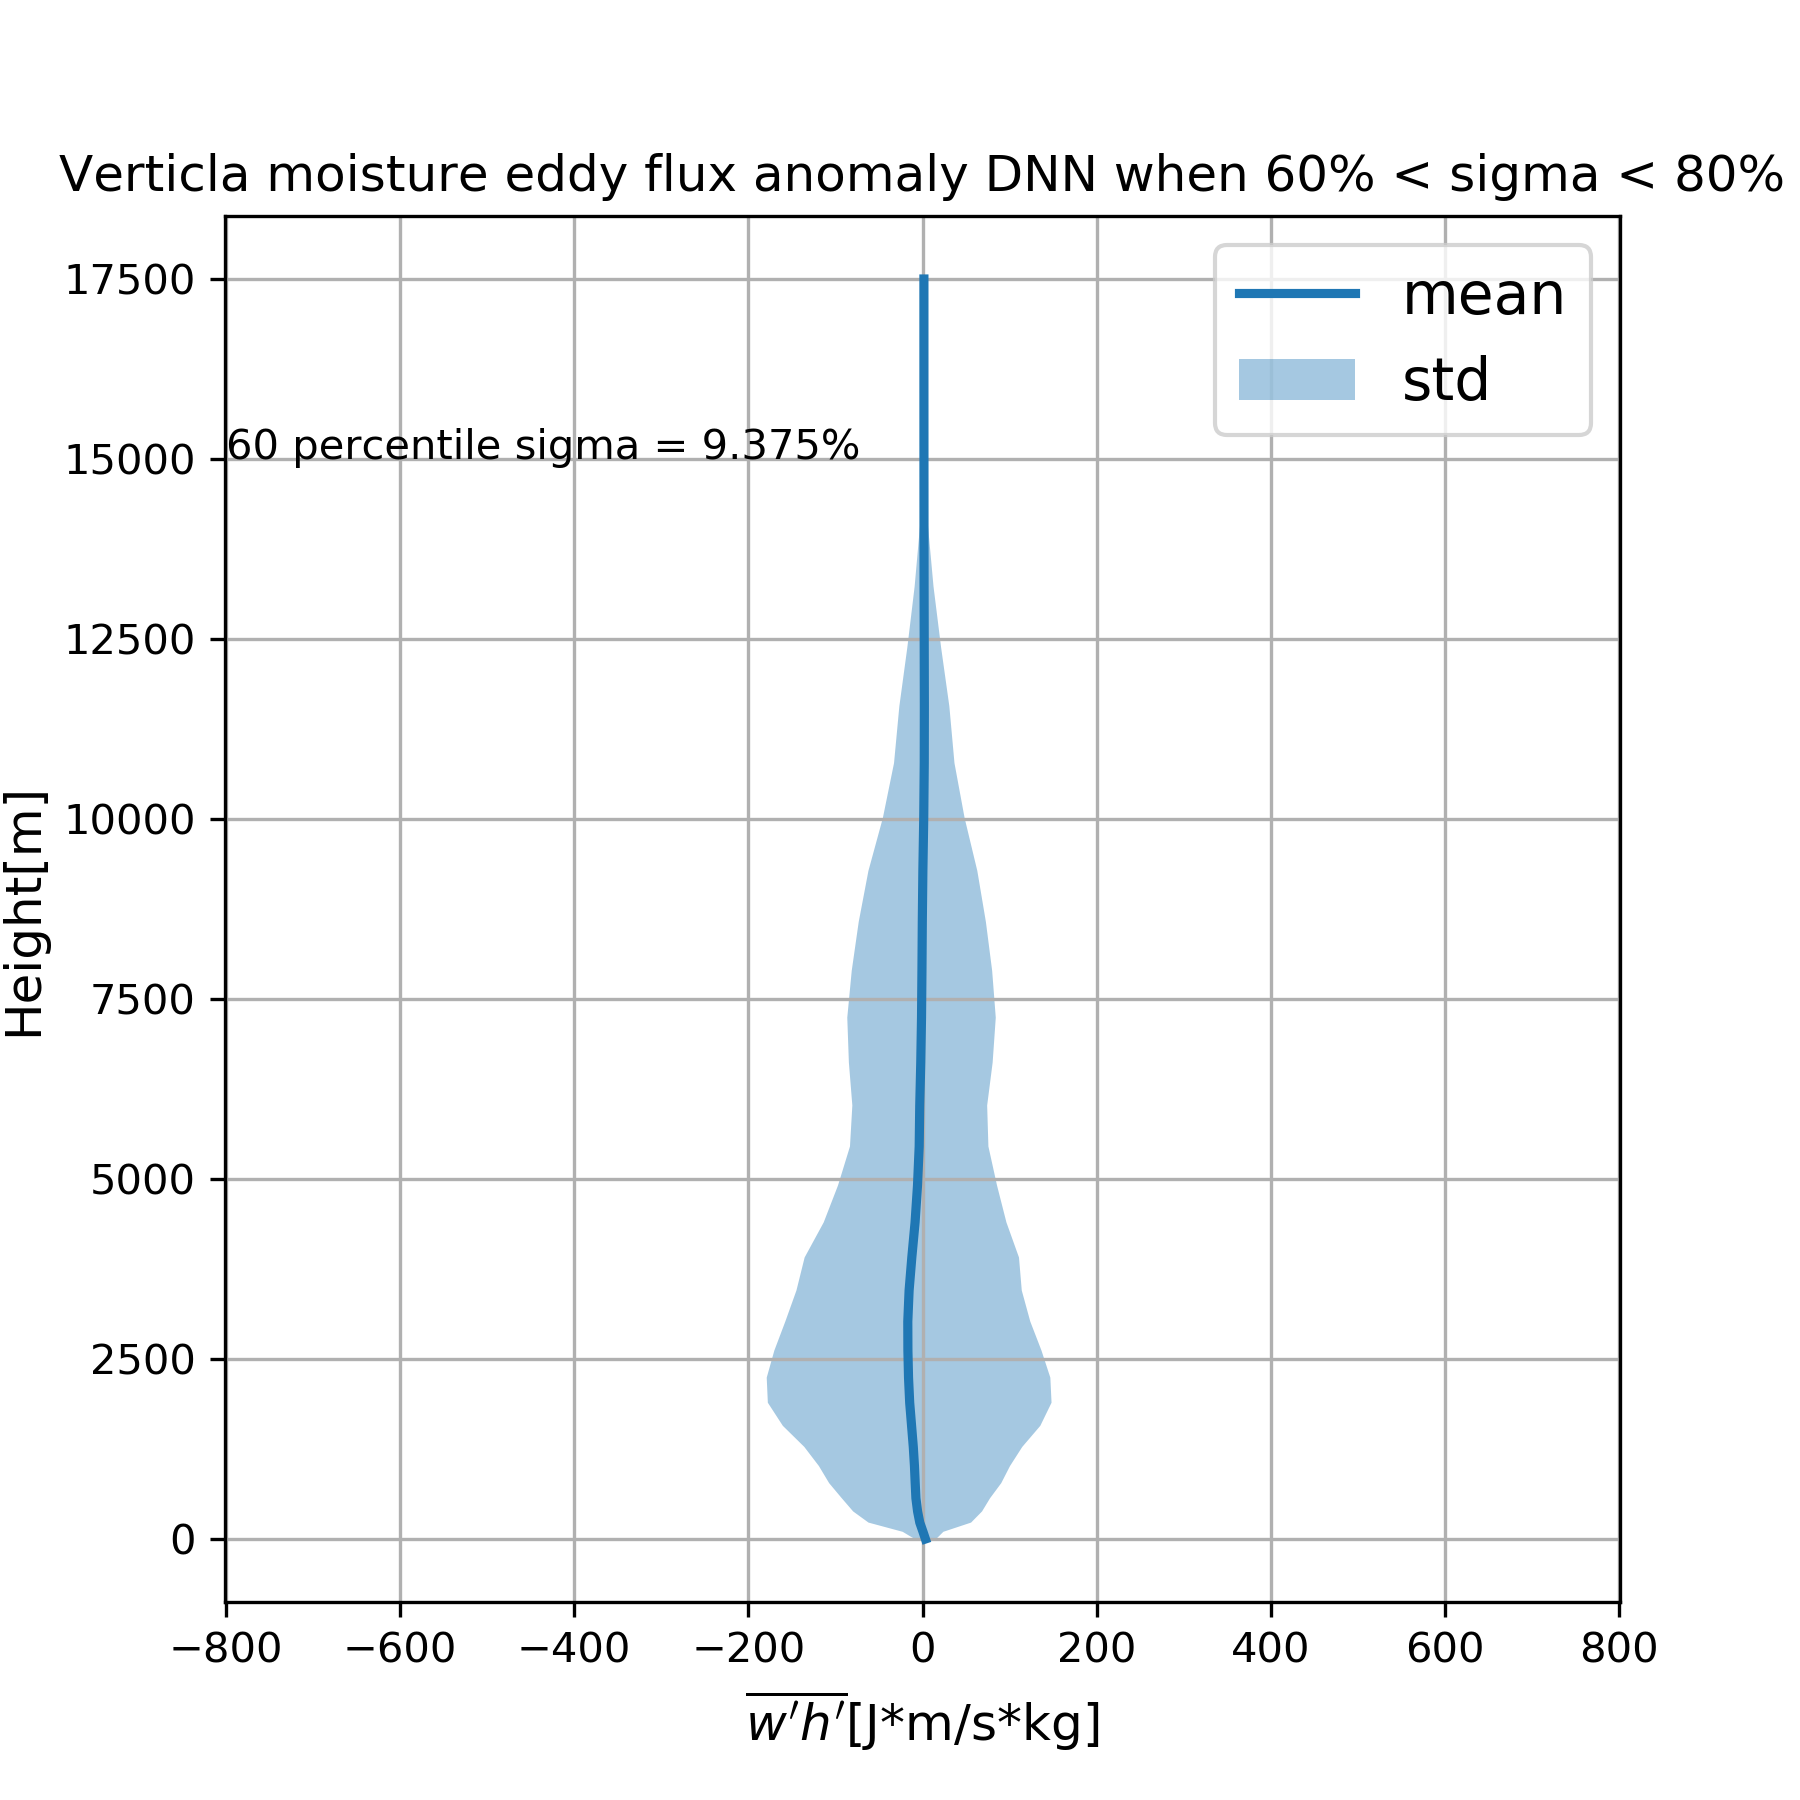 Verticla moisture eddy flux anomaly DNN when 60% < sigma < 80%
mean
std
60 percentile sigma = 9.375%
17500
15000
12500
10000
7500
5000
2500
0
Height[m]
−800 −600 −400 −200 0 200 400 600 800
w′h′[J*m/s*kg]